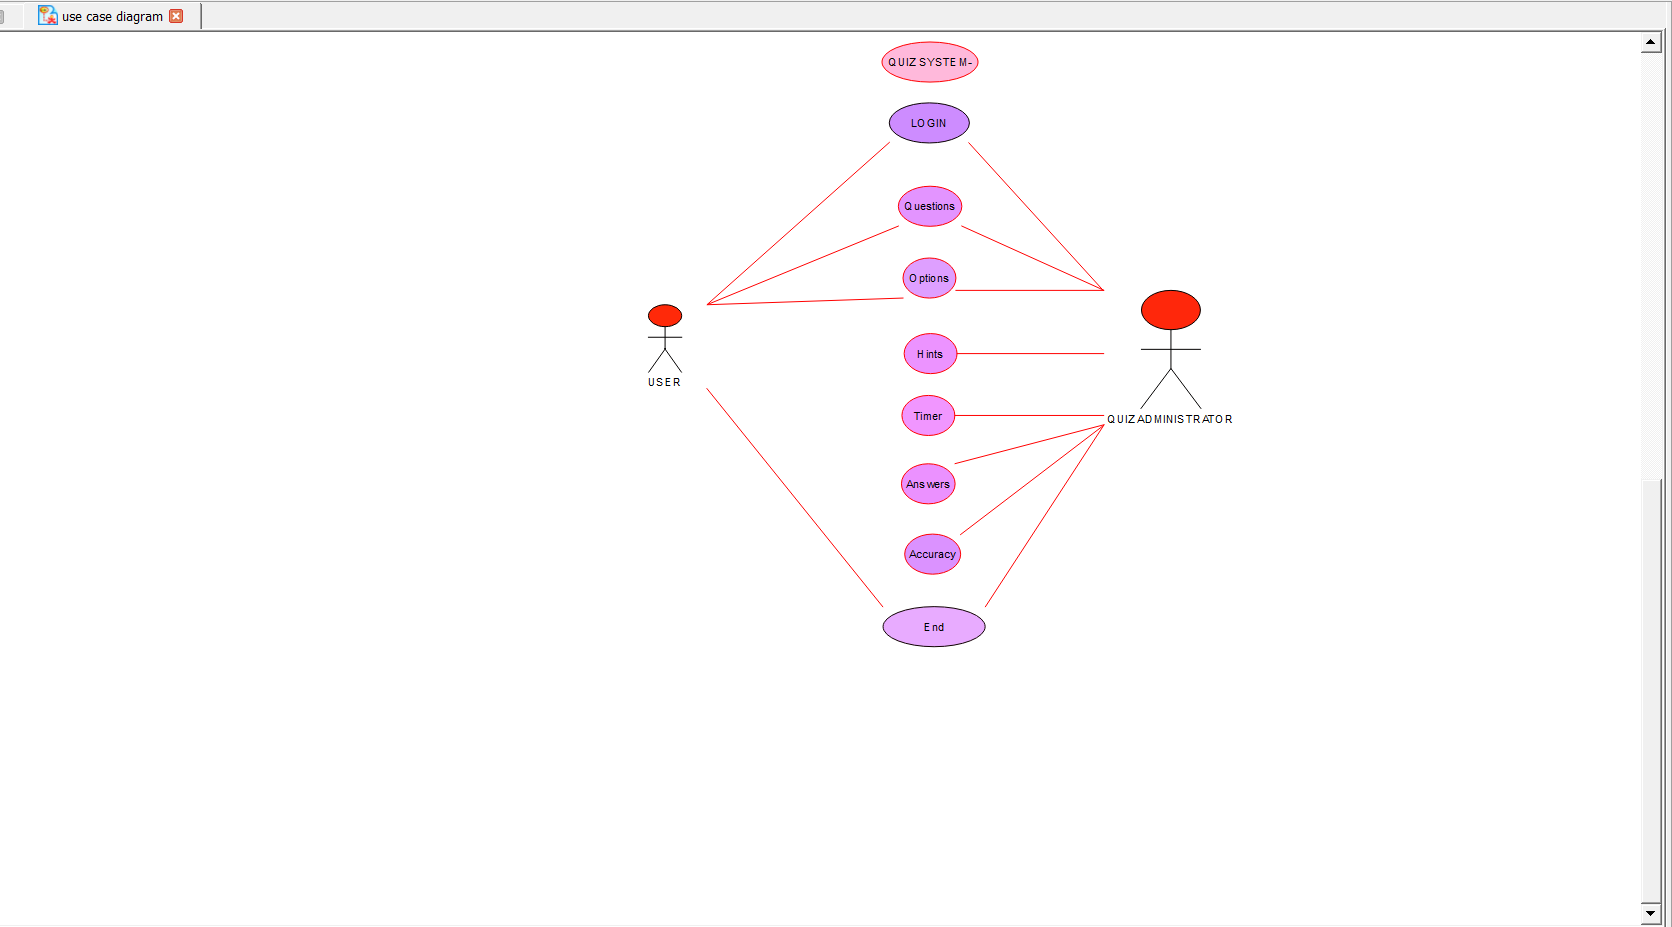 use case diagram
QUIZ SYSTEM-
LOGIN
Questions
Options
Hints
Timer
USER
QUIZ ADMINISTRATOR
Answers
Accuracy
End